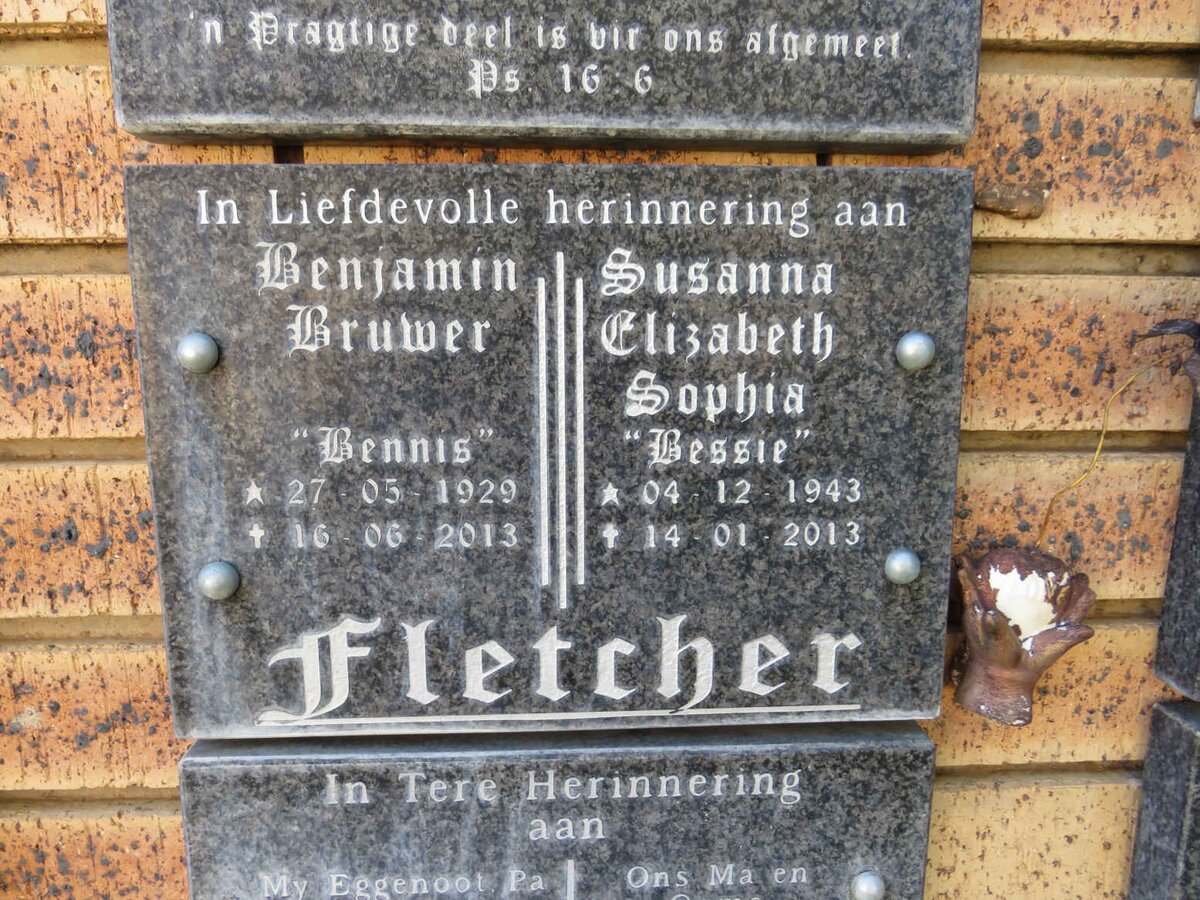 'n Pragtige deel is vir ons afgemeet.
Ps. 16:6
In Liefdevolle herinnering aan
Benjamin
Bruwer
"Bennis"
★ 27-05-1929
✝ 16-06-2013
Susanna
Elizabeth
Sophia
"Bessie"
★ 04-12-1943
✝ 14-01-2013
Fletcher
In Tere Herinnering
aan
My Eggenoot, Pa
Ons Ma en